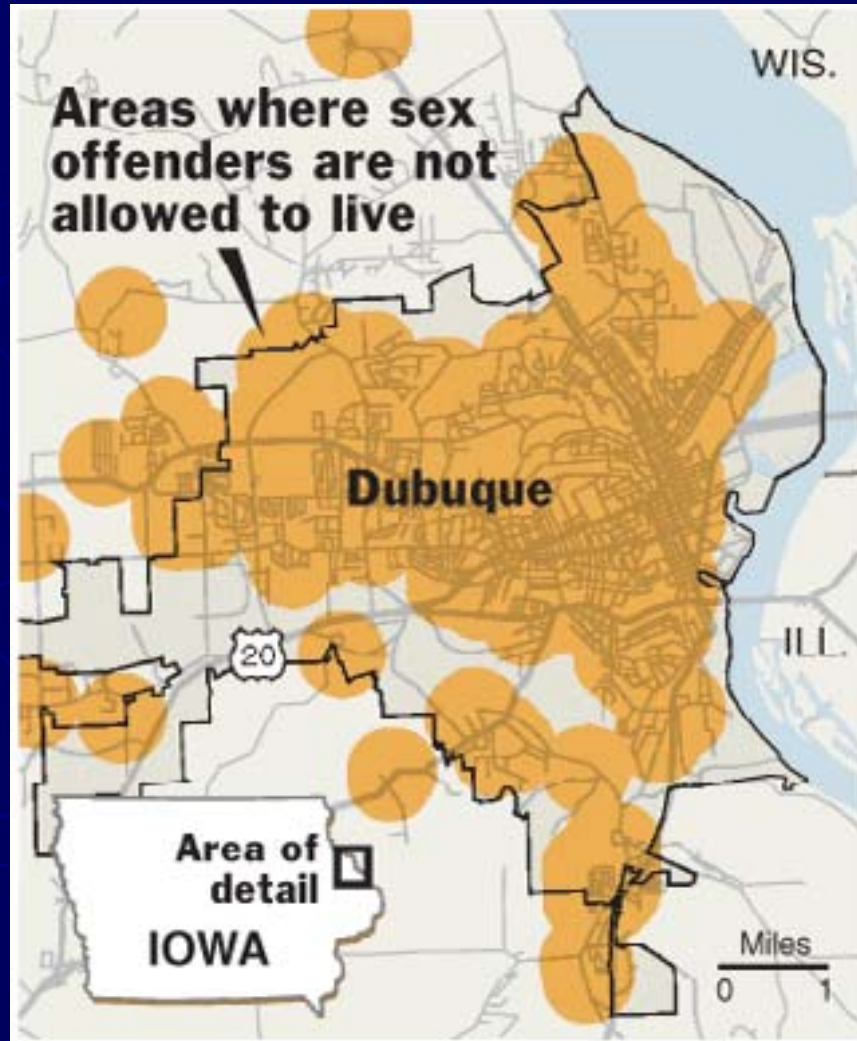 WIS.
Areas where sex
offenders are not
allowed to live
Dubuque
20
ILL.
Area of
detail
IOWA
Miles
0 1